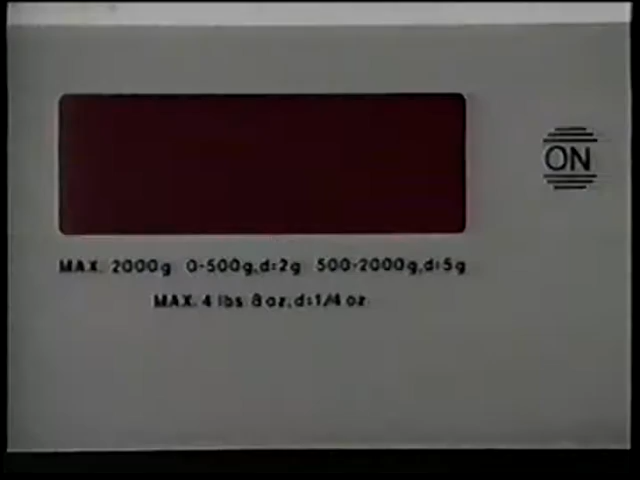 ON
MAX. 2000g 0-500g,d=2g 500-2000g,d=5g
MAX. 4 lbs 8 oz,d=1/4 oz